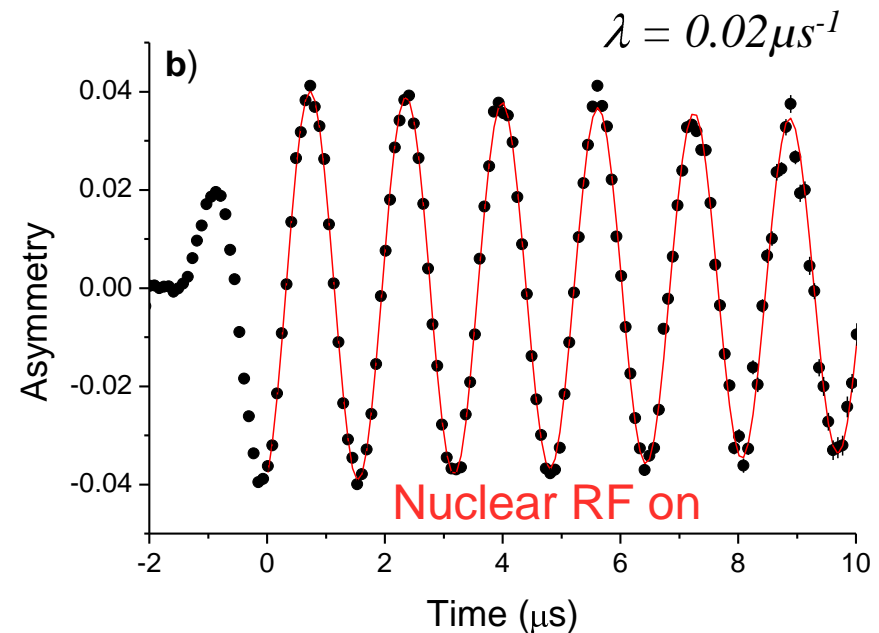 λ = 0.02μs⁻¹
b)
0.04
0.02
0.00
-0.02
-0.04
Asymmetry
Nuclear RF on
-2 0 2 4 6 8 10
Time (μs)